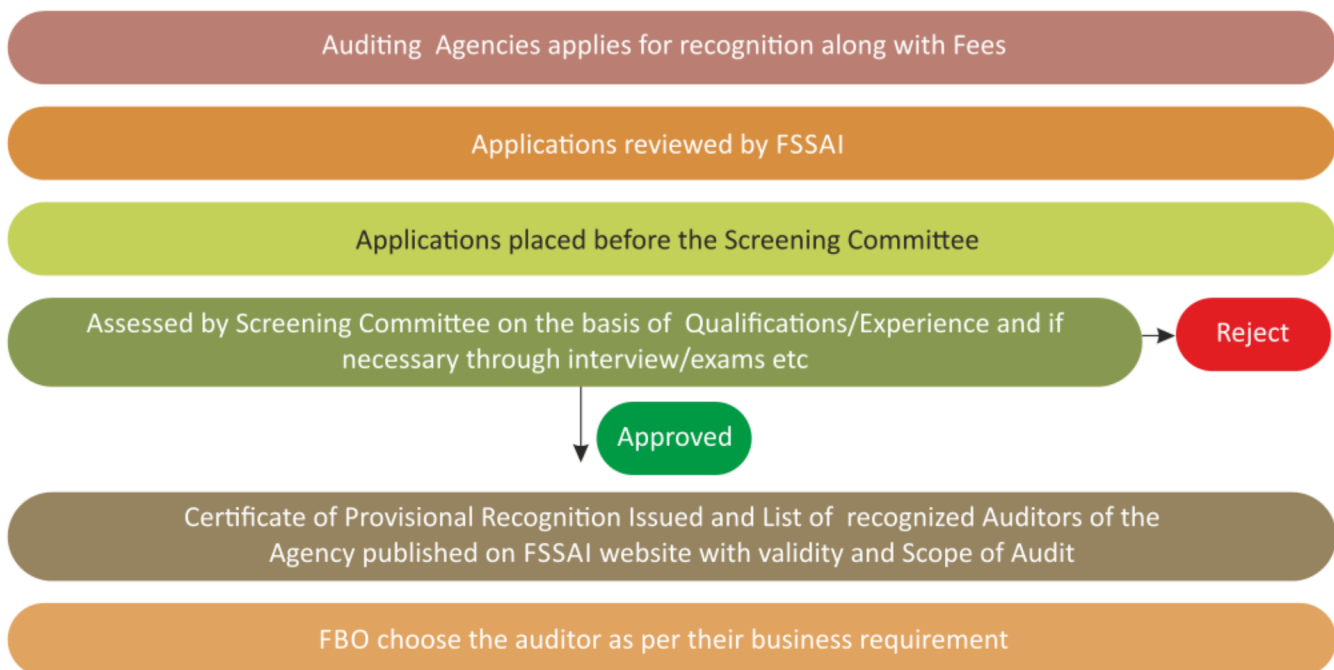 Auditing Agencies applies for recognition along with Fees
Applications reviewed by FSSAI
Applications placed before the Screening Committee
Assessed by Screening Committee on the basis of Qualifications/Experience and if
necessary through interview/exams etc
Reject
Approved
Certificate of Provisional Recognition Issued and List of recognized Auditors of the
Agency published on FSSAI website with validity and Scope of Audit
FBO choose the auditor as per their business requirement